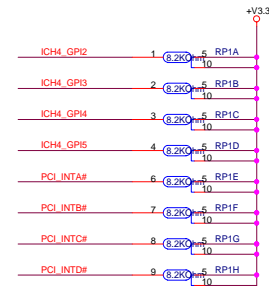 +V3.3
ICH4_GPI2 1 8.2KOhm 5 RP1A
10
ICH4_GPI3 2 8.2KOhm 5 RP1B
10
ICH4_GPI4 3 8.2KOhm 5 RP1C
10
ICH4_GPI5 4 8.2KOhm 5 RP1D
10
PCI_INTA# 6 8.2KOhm 5 RP1E
10
PCI_INTB# 7 8.2KOhm 5 RP1F
10
PCI_INTC# 8 8.2KOhm 5 RP1G
10
PCI_INTD# 9 8.2KOhm 5 RP1H
10